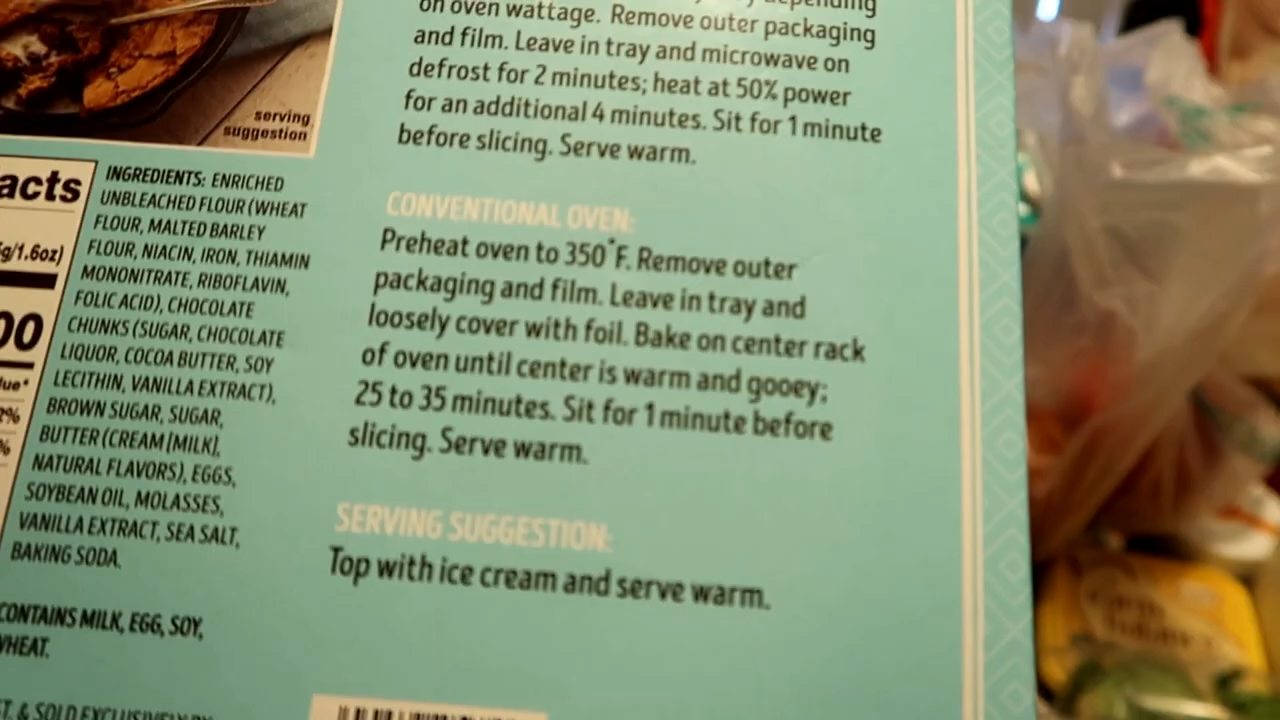 serving
suggestion
on oven wattage. Remove outer packaging
and film. Leave in tray and microwave on
defrost for 2 minutes; heat at 50% power
for an additional 4 minutes. Sit for 1 minute
before slicing. Serve warm.
CONVENTIONAL OVEN:
Preheat oven to 350°F. Remove outer
packaging and film. Leave in tray and
loosely cover with foil. Bake on center rack
of oven until center is warm and gooey;
25 to 35 minutes. Sit for 1 minute before
slicing. Serve warm.
SERVING SUGGESTION:
Top with ice cream and serve warm.
acts
g/1.6oz)
00
lue*
%
%
INGREDIENTS: ENRICHED
UNBLEACHED FLOUR (WHEAT
FLOUR, MALTED BARLEY
FLOUR, NIACIN, IRON, THIAMIN
MONONITRATE, RIBOFLAVIN,
FOLIC ACID), CHOCOLATE
CHUNKS (SUGAR, CHOCOLATE
LIQUOR, COCOA BUTTER, SOY
LECITHIN, VANILLA EXTRACT),
BROWN SUGAR, SUGAR,
BUTTER (CREAM [MILK],
NATURAL FLAVORS), EGGS,
SOYBEAN OIL, MOLASSES,
VANILLA EXTRACT, SEA SALT,
BAKING SODA.
CONTAINS MILK, EGG, SOY,
WHEAT.
T. & SOLD EXCLUSIVELY BY